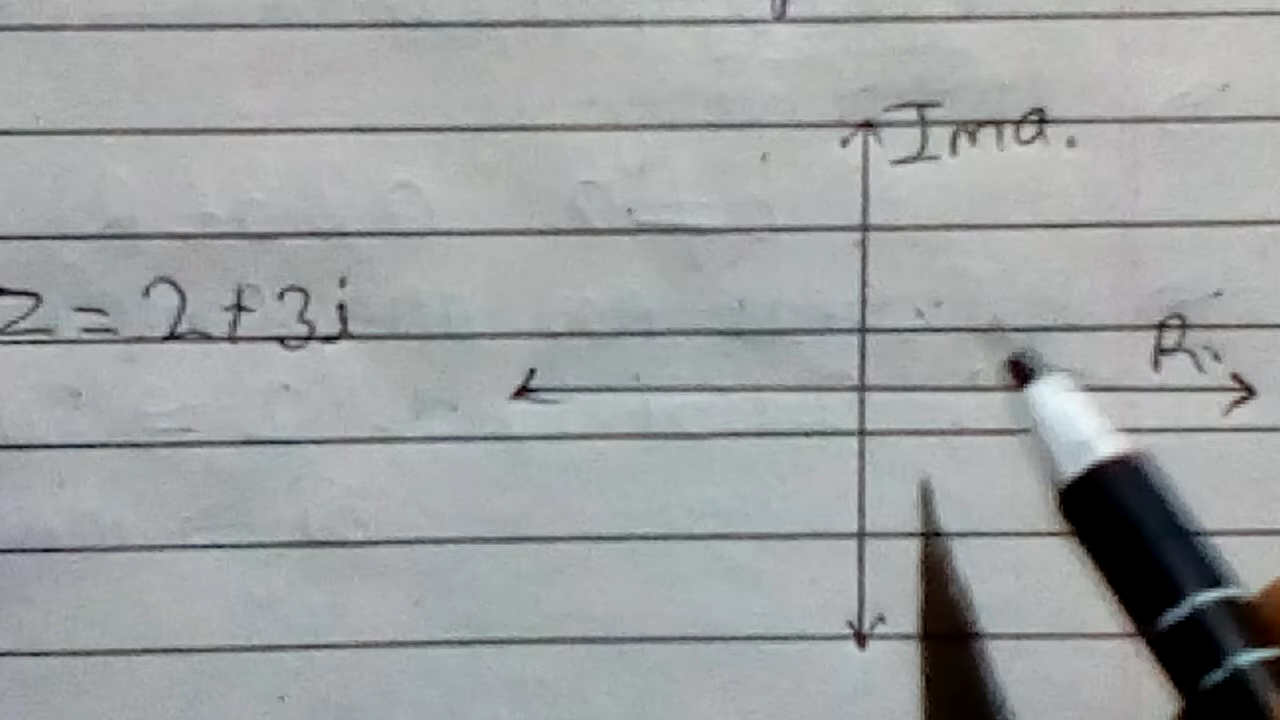 Ima.
z = 2 + 3i
R.